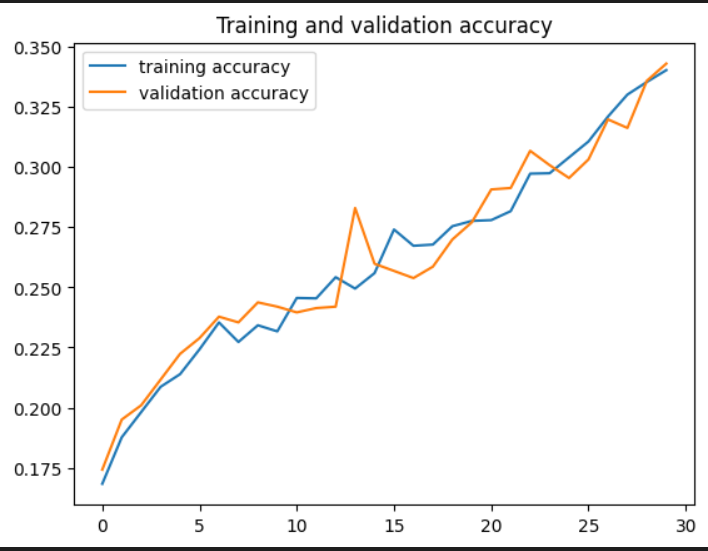 Training and validation accuracy
training accuracy
validation accuracy
0.350
0.325
0.300
0.275
0.250
0.225
0.200
0.175
0 5 10 15 20 25 30